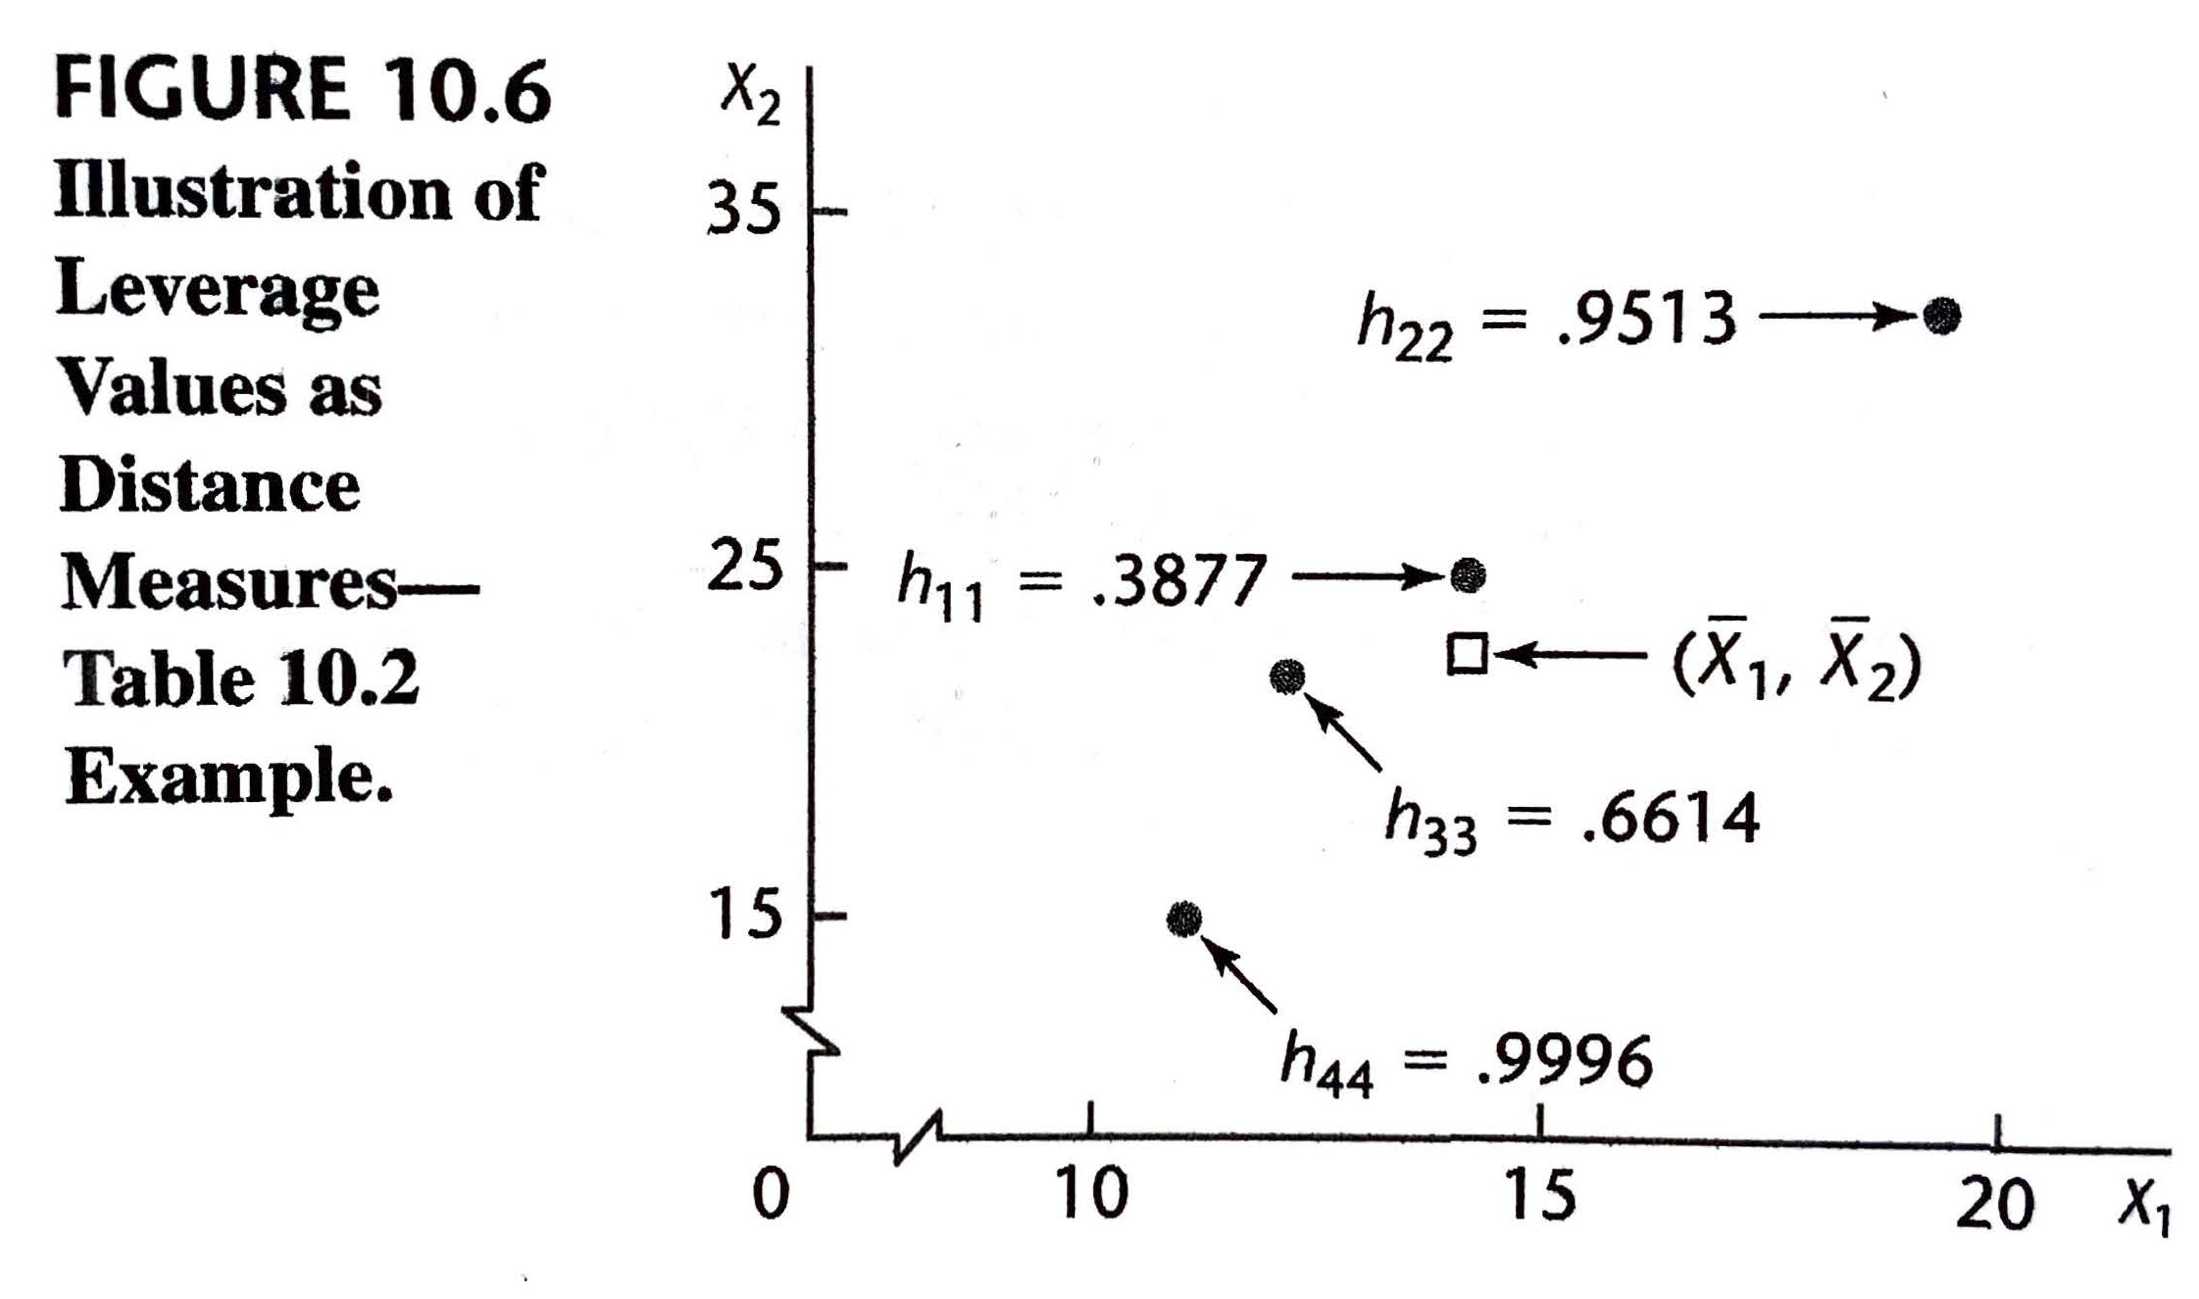 FIGURE 10.6
Illustration of
Leverage
Values as
Distance
Measures—
Table 10.2
Example.
X₂
35
h₂₂ = .9513
25
h₁₁ = .3877
(X̄₁, X̄₂)
h₃₃ = .6614
15
h₄₄ = .9996
0 10 15 20 X₁